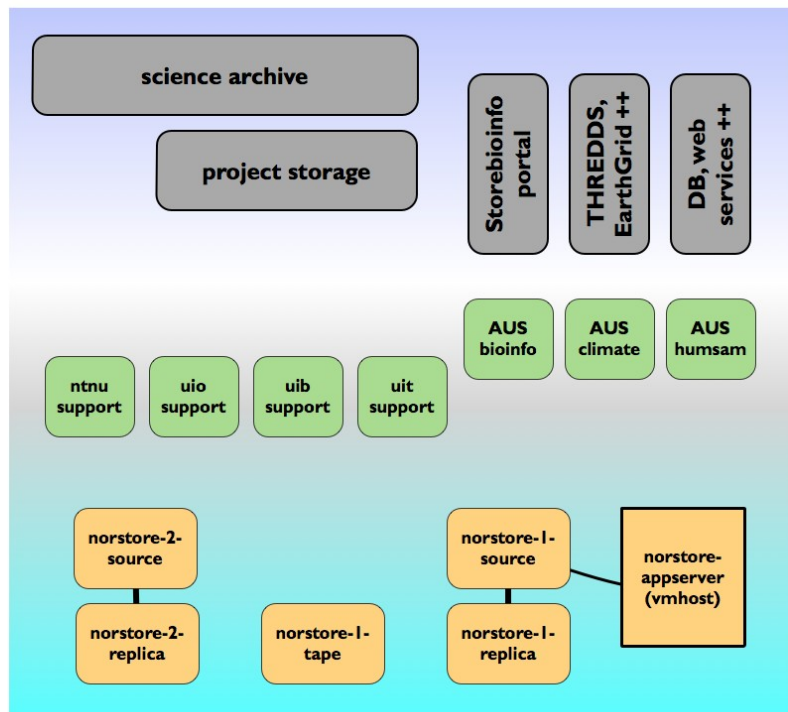 science archive
project storage
Storebioinfo
portal
THREDDS,
EarthGrid ++
DB, web
services ++
AUS
bioinfo
AUS
climate
AUS
humsam
ntnu
support
uio
support
uib
support
uit
support
norstore-2-
source
norstore-1-
source
norstore-
appserver
(vmhost)
norstore-2-
replica
norstore-1-
tape
norstore-1-
replica